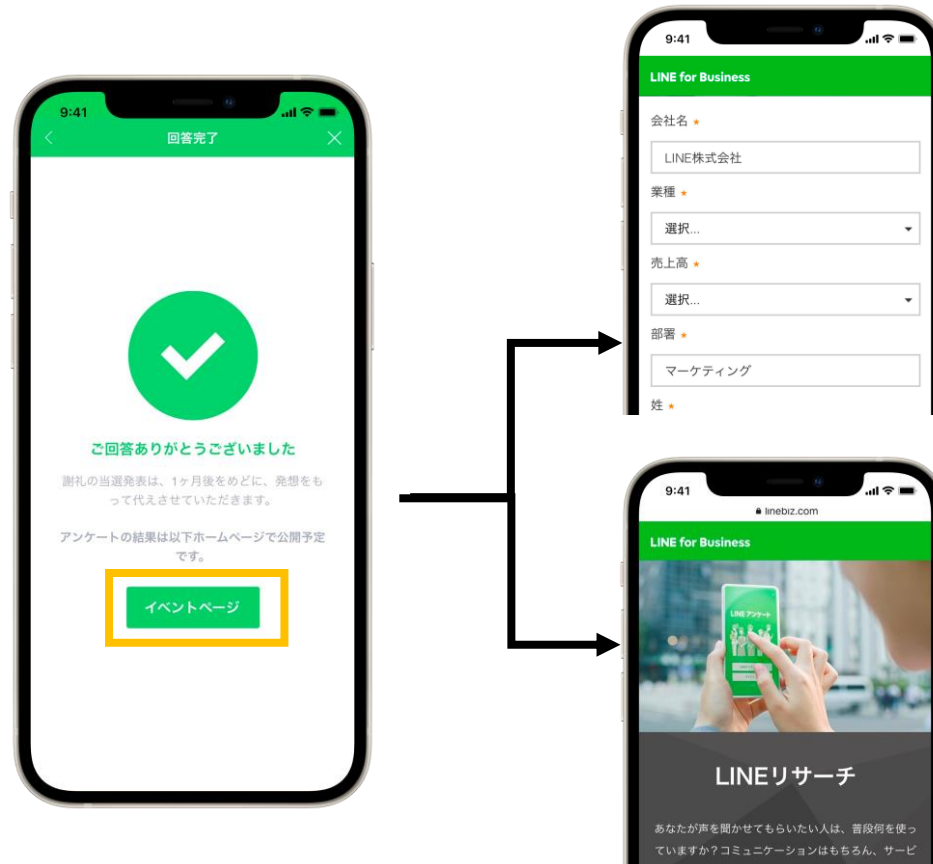 9:41
回答完了
ご回答ありがとうございました
謝礼の当選発表は、1ヶ月後をめどに、発想をも
って代えさせていただきます。
アンケートの結果は以下ホームページで公開予定
です。
イベントページ
9:41
LINE for Business
会社名 ★
LINE株式会社
業種 ★
選択...
売上高 ★
選択...
部署 ★
マーケティング
姓 ★
9:41
linebiz.com
LINE for Business
LINE アンケート
LINEリサーチ
あなたが声を聞かせてもらいたい人は、普段何を使っ
ていますか？コミュニケーションはもちろん、サービ